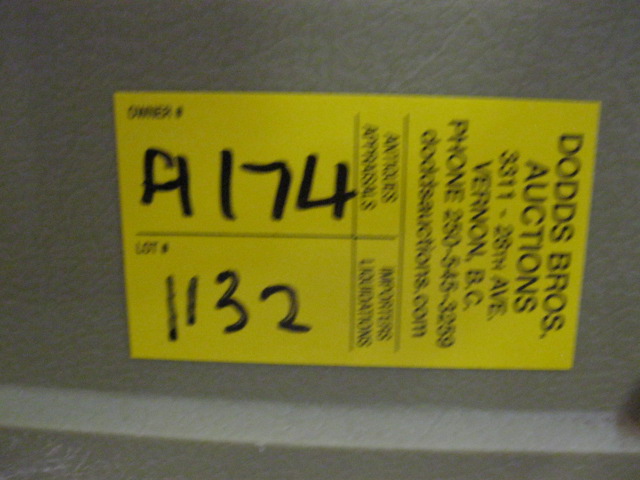 OWNER #
A174
LOT #
1132
ANTIQUES
APPRAISALS
IMPORTERS
LIQUIDATIONS
DODDS BROS.
AUCTIONS
3311 - 28TH AVE.
VERNON, B.C.
PHONE 250-545-3259
doddsauctions.com